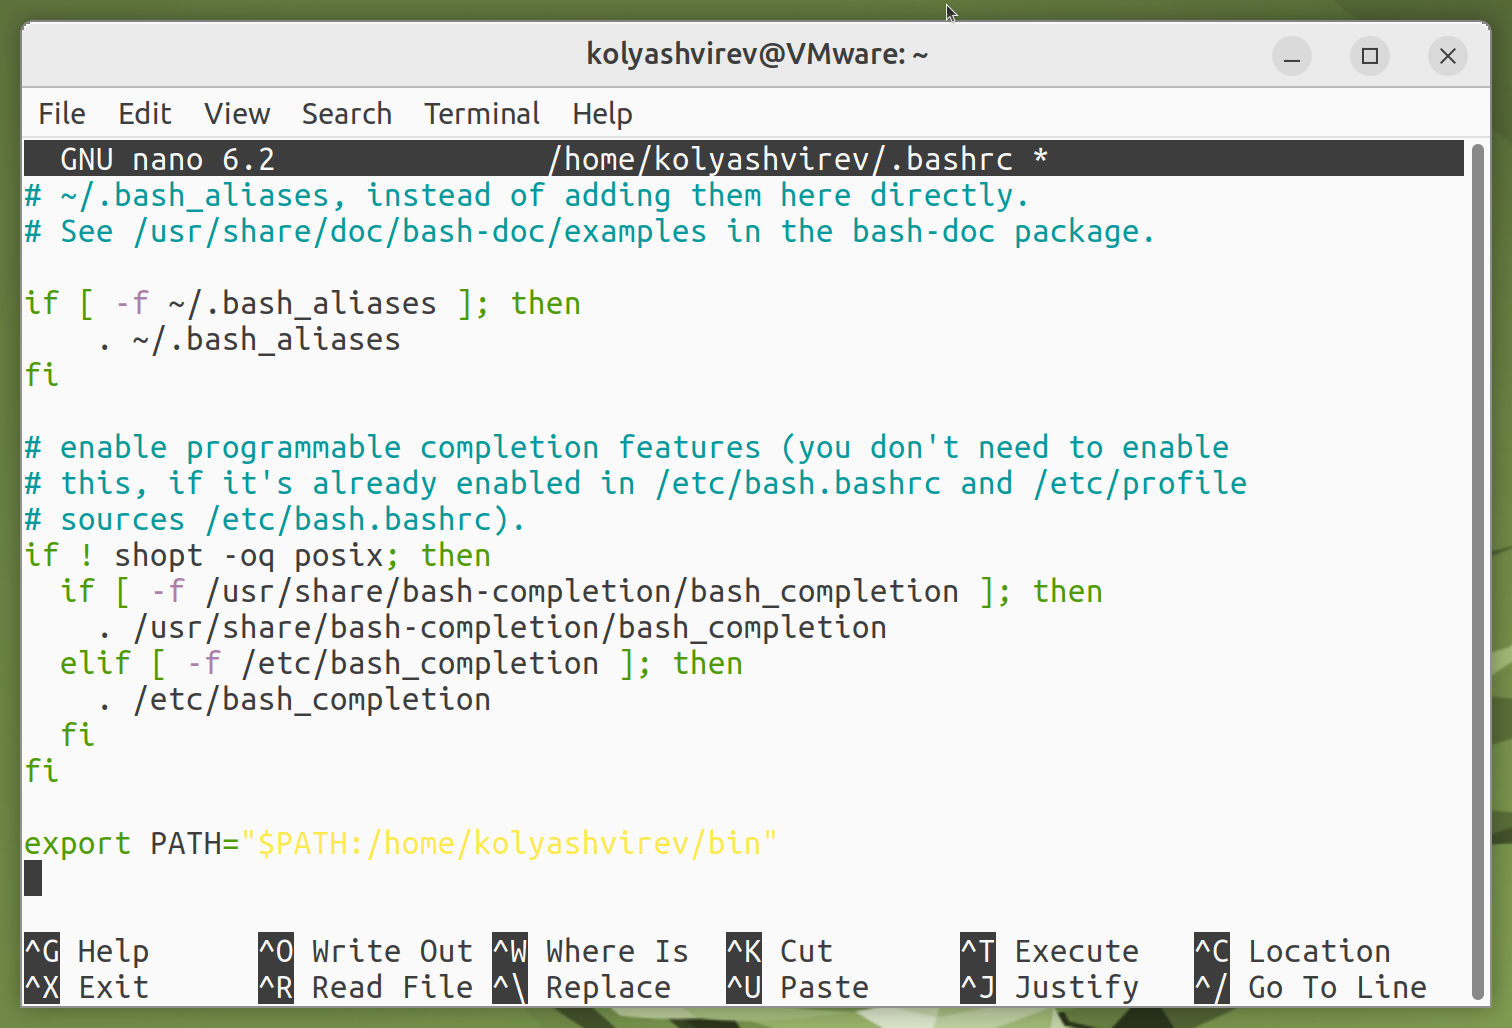 kolyashvirev@VMware: ~
File Edit View Search Terminal Help
GNU nano 6.2 /home/kolyashvirev/.bashrc *
# ~/.bash_aliases, instead of adding them here directly.
# See /usr/share/doc/bash-doc/examples in the bash-doc package.
if [ -f ~/.bash_aliases ]; then
    . ~/.bash_aliases
fi
# enable programmable completion features (you don't need to enable
# this, if it's already enabled in /etc/bash.bashrc and /etc/profile
# sources /etc/bash.bashrc).
if ! shopt -oq posix; then
  if [ -f /usr/share/bash-completion/bash_completion ]; then
    . /usr/share/bash-completion/bash_completion
  elif [ -f /etc/bash_completion ]; then
    . /etc/bash_completion
  fi
fi
export PATH="$PATH:/home/kolyashvirev/bin"
^G Help ^O Write Out ^W Where Is ^K Cut ^T Execute ^C Location
^X Exit ^R Read File ^\ Replace ^U Paste ^J Justify ^/ Go To Line